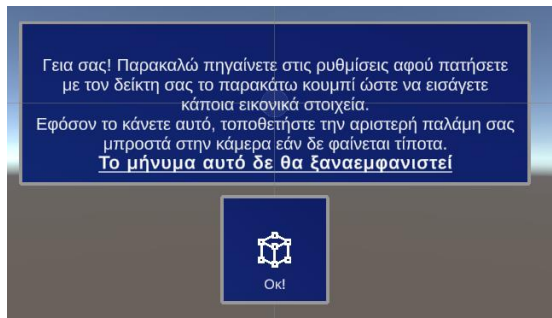 Γεια σας! Παρακαλώ πηγαίνετε στις ρυθμίσεις αφού πατήσετε
με τον δείκτη σας το παρακάτω κουμπί ώστε να εισάγετε
κάποια εικονικά στοιχεία.
Εφόσον το κάνετε αυτό, τοποθετήστε την αριστερή παλάμη σας
μπροστά στην κάμερα εάν δε φαίνεται τίποτα.
Το μήνυμα αυτό δε θα ξαναεμφανιστεί
Οκ!